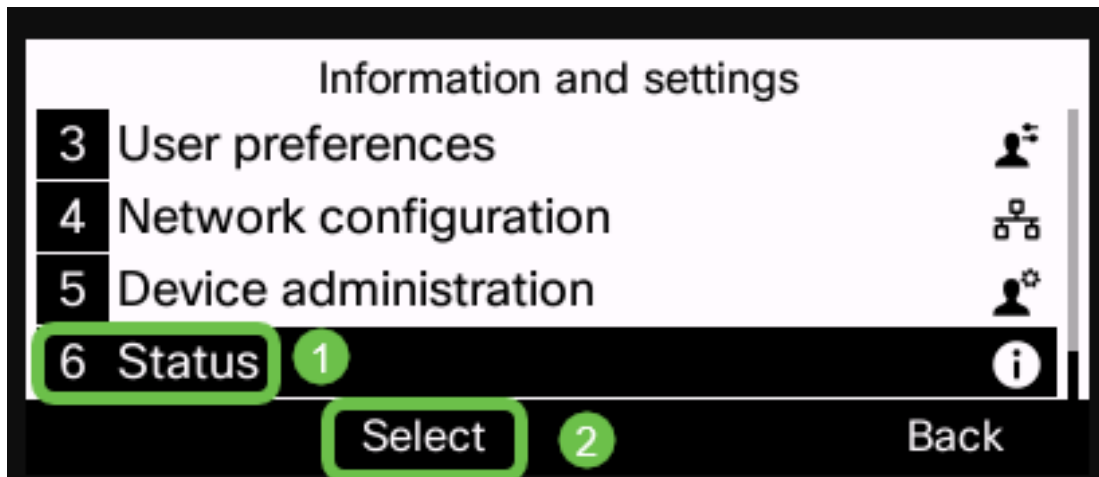 Information and settings
3 User preferences
4 Network configuration
5 Device administration
6 Status 1
Select 2 Back